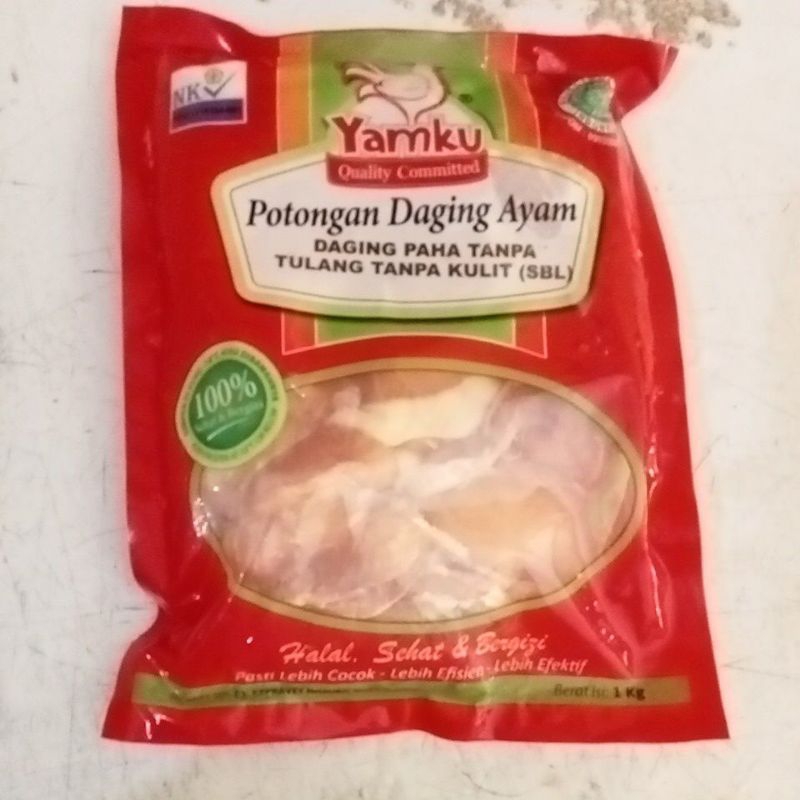 NKV
Yamku
Quality Committed
Potongan Daging Ayam
DAGING PAHA TANPA
TULANG TANPA KULIT (SBL)
100%
Halal, Sehat & Bergizi
Pasti Lebih Cocok - Lebih Efisien - Lebih Efektif
Berat Isi: 1 Kg